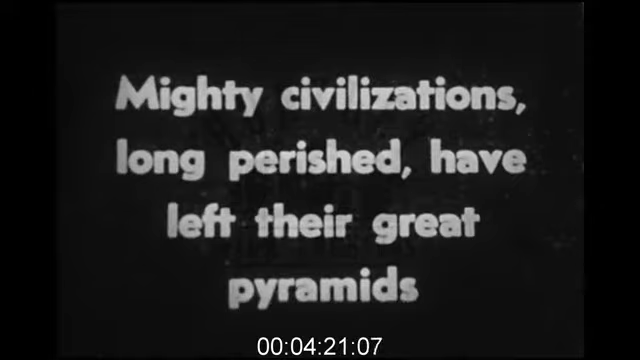 Mighty civilizations,
long perished, have
left their great
pyramids
00:04:21:07